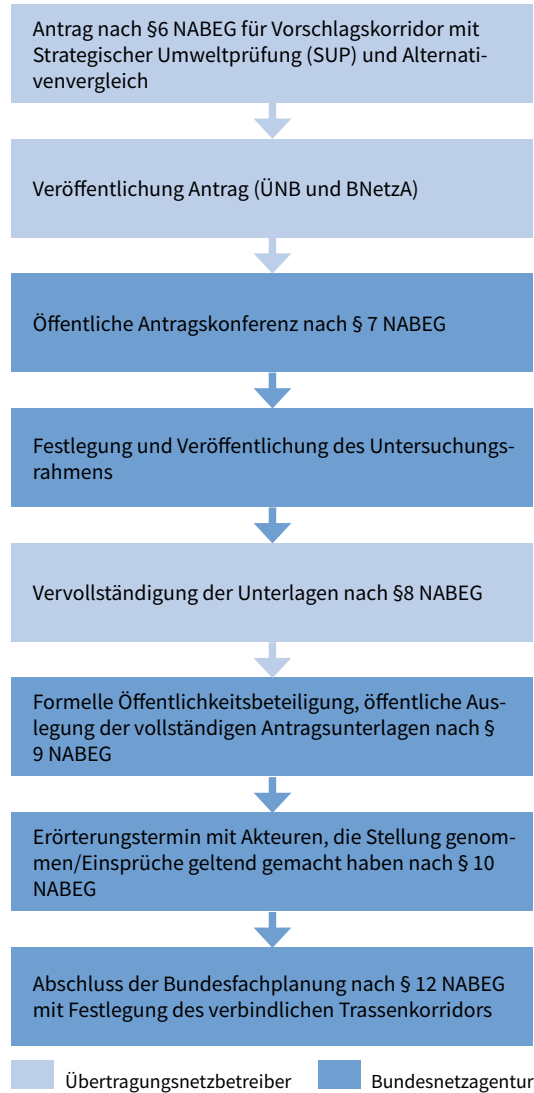 Antrag nach §6 NABEG für Vorschlagskorridor mit
Strategischer Umweltprüfung (SUP) und Alternati-
venvergleich
Veröffentlichung Antrag (ÜNB und BNetzA)
Öffentliche Antragskonferenz nach § 7 NABEG
Festlegung und Veröffentlichung des Untersuchungs-
rahmens
Vervollständigung der Unterlagen nach §8 NABEG
Formelle Öffentlichkeitsbeteiligung, öffentliche Aus-
legung der vollständigen Antragsunterlagen nach §
9 NABEG
Erörterungstermin mit Akteuren, die Stellung genom-
men/Einsprüche geltend gemacht haben nach § 10
NABEG
Abschluss der Bundesfachplanung nach § 12 NABEG
mit Festlegung des verbindlichen Trassenkorridors
Übertragungsnetzbetreiber Bundesnetzagentur